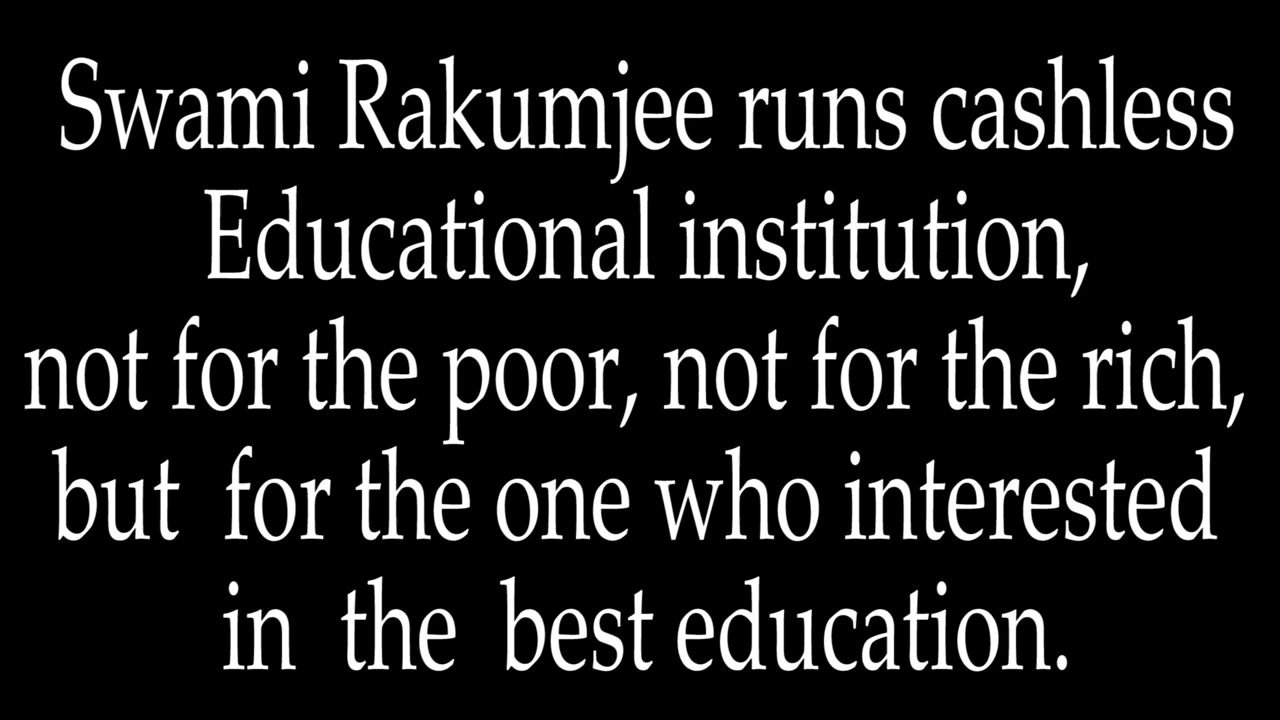 Swami Rakumjee runs cashless
Educational institution,
not for the poor, not for the rich,
but for the one who interested
in the best education.